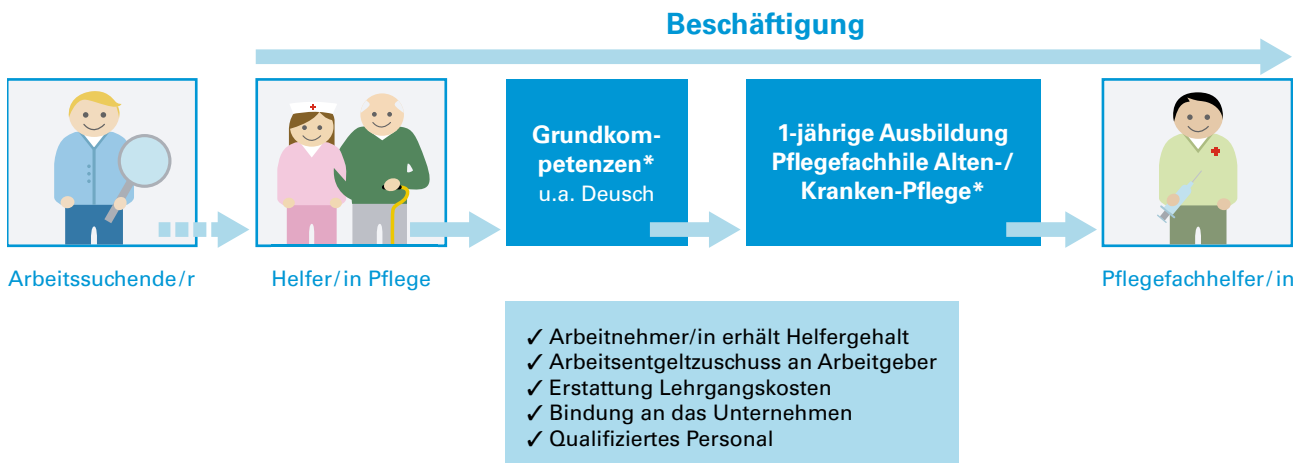 Beschäftigung
Grundkom-
petenzen*
u.a. Deusch
1-jährige Ausbildung
Pflegefachhile Alten-/
Kranken-Pflege*
Arbeitssuchende/r
Helfer/in Pflege
Pflegefachhelfer/in
✓ Arbeitnehmer/in erhält Helfergehalt
✓ Arbeitsentgeltzuschuss an Arbeitgeber
✓ Erstattung Lehrgangskosten
✓ Bindung an das Unternehmen
✓ Qualifiziertes Personal